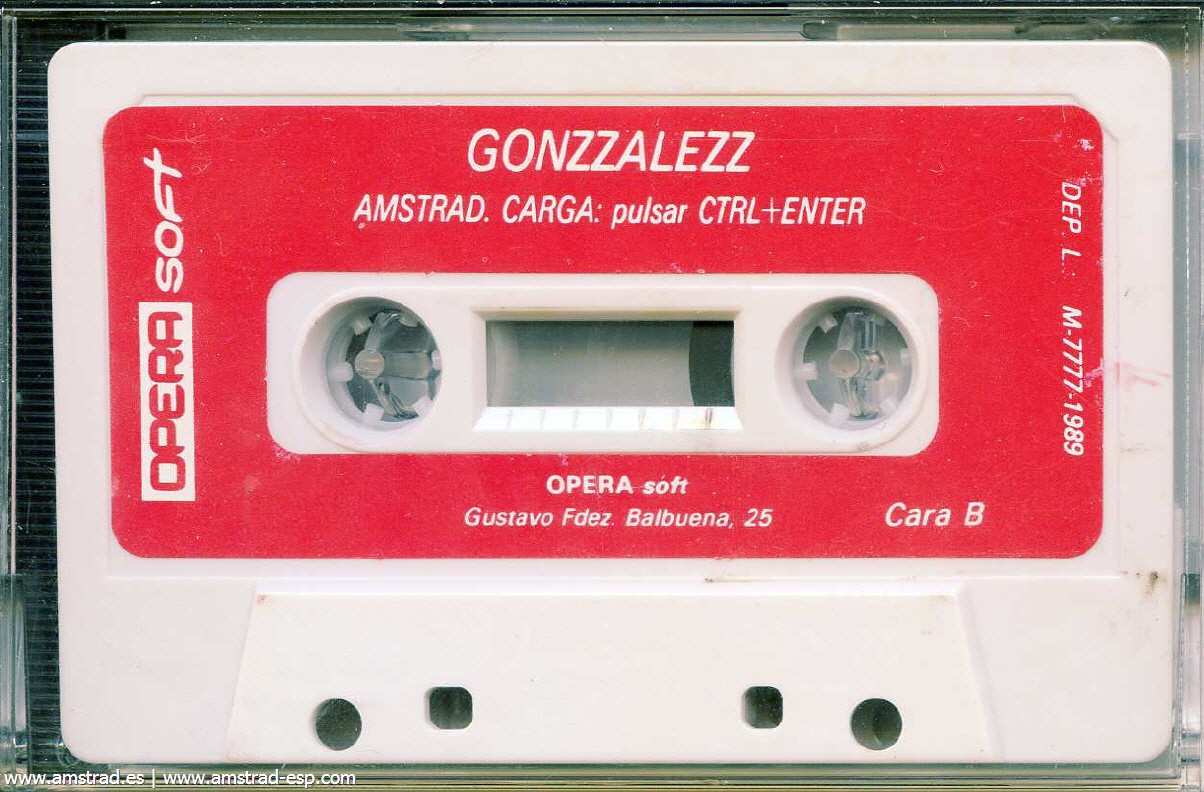 GONZZALEZZ
AMSTRAD. CARGA: pulsar CTRL+ENTER
OPERA soft
DEP. L.: M-7777-1989
OPERA soft
Gustavo Fdez. Balbuena, 25
Cara B
www.amstrad.es | www.amstrad-esp.com